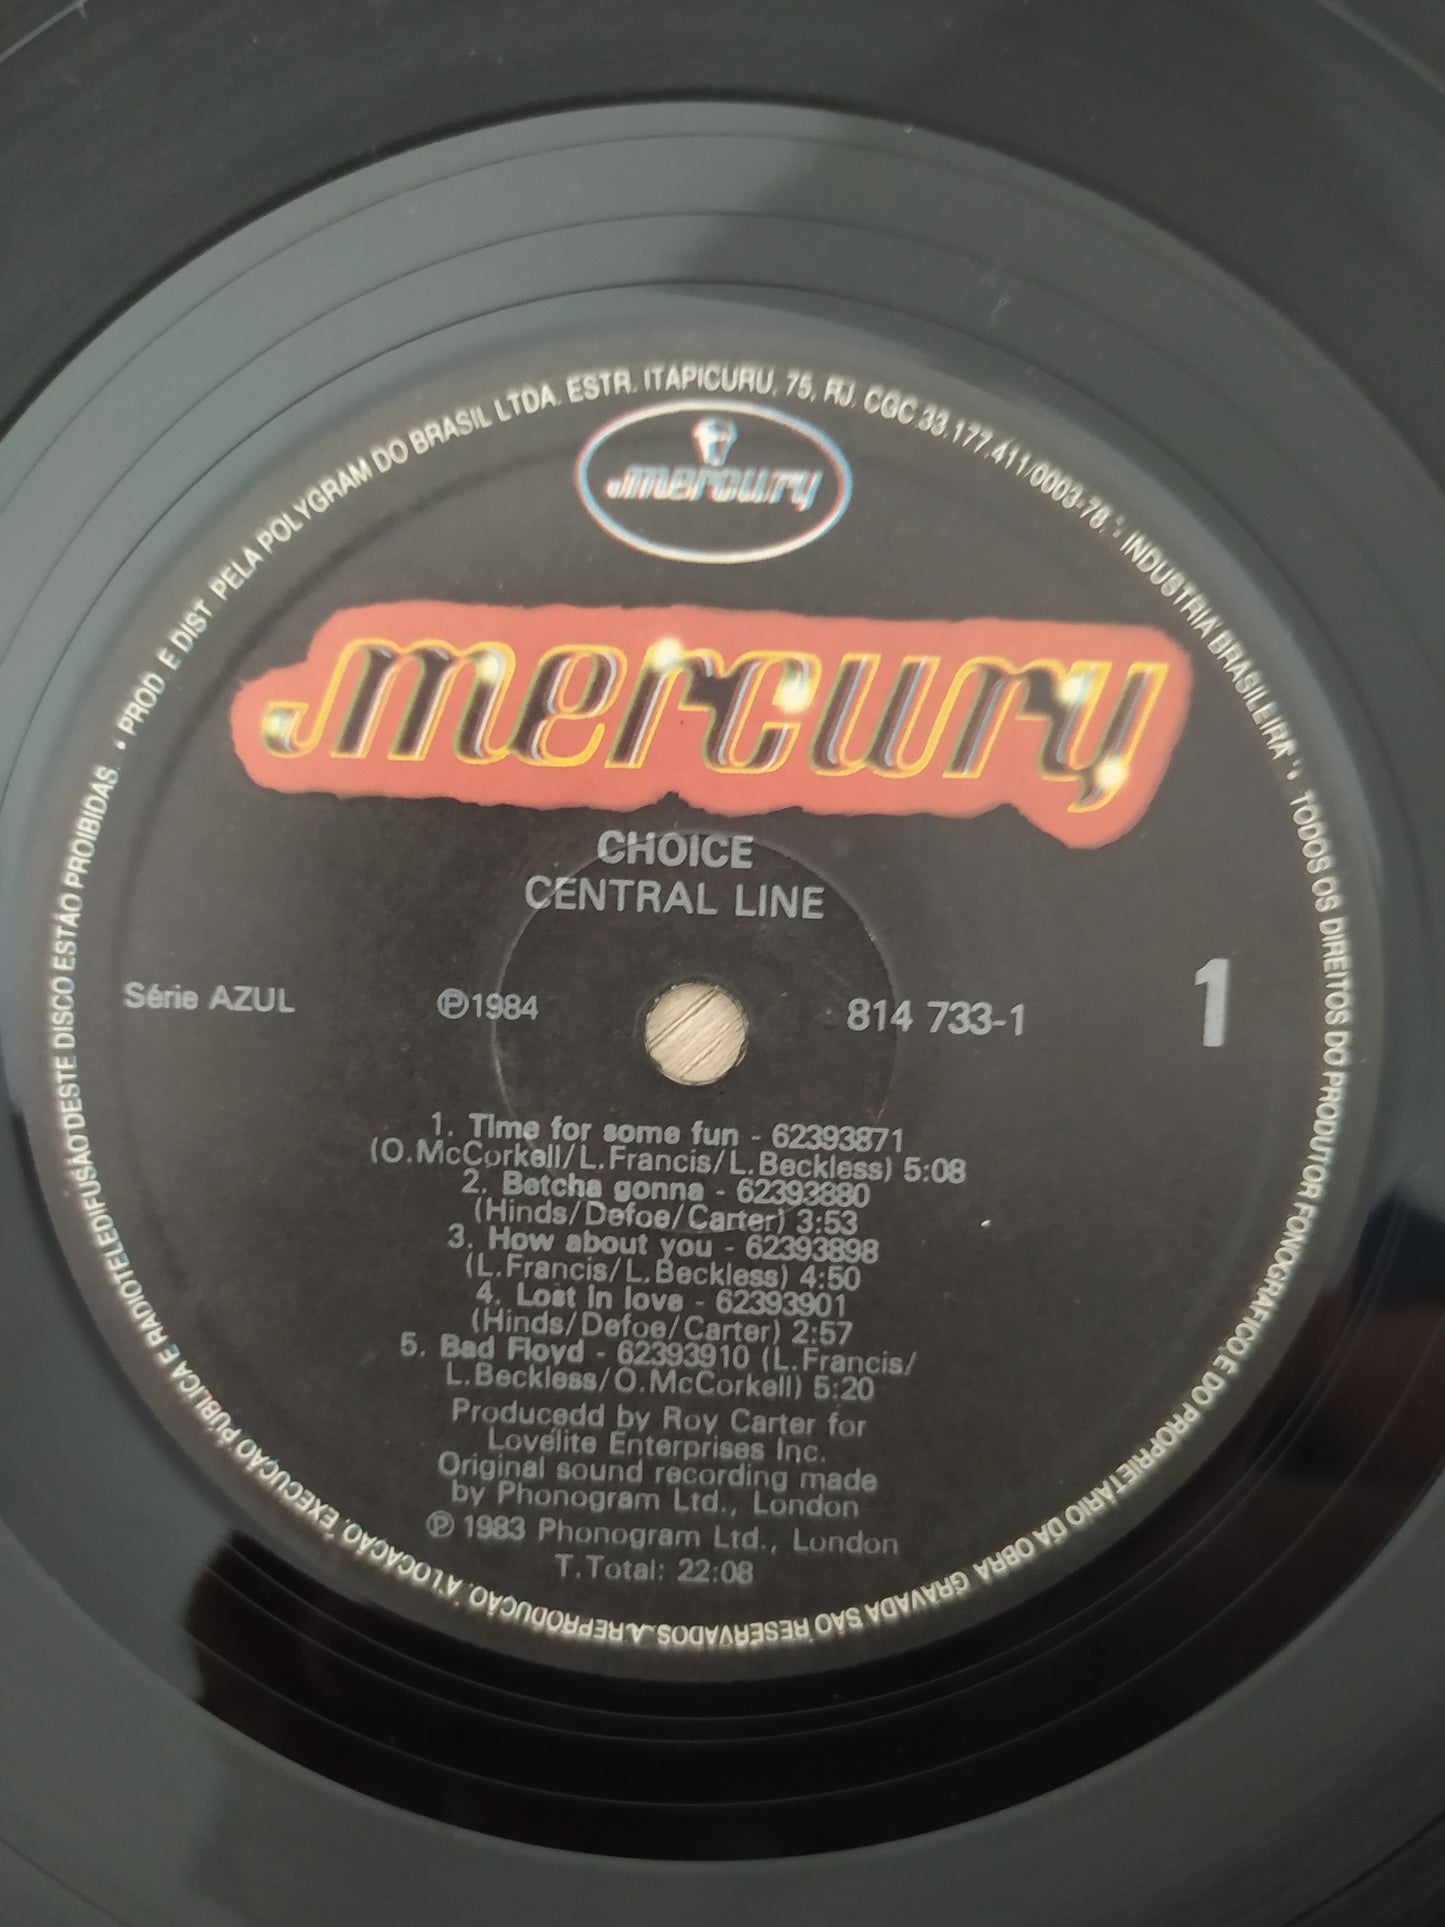 • PROD. E DIST. PELA POLYGRAM DO BRASIL LTDA. ESTR. ITAPICURU, 75, RJ. CGC 33.177.411/0003-78. • INDUSTRIA BRASILEIRA • TODOS OS DIREITOS DO PRODUTOR FONOGRAFICO, E DO PROPRIETARIO DA OBRA GRAVADA SAO RESERVADOS. A REPRODUÇÃO, A LOCAÇÃO, EXECUÇÃO PÚBLICA E RADIOTELEDIFUSÃO DESTE DISCO ESTÃO PROIBIDAS.
mercury
mercury
CHOICE
CENTRAL LINE
Série AZUL
℗1984
814 733-1
1
1. Time for some fun - 62393871
(O.McCorkell/L.Francis/L.Beckless) 5:08
2. Betcha gonna - 62393880
(Hinds/Defoe/Carter) 3:53
3. How about you - 62393898
(L.Francis/L.Beckless) 4:50
4. Lost in love - 62393901
(Hinds/Defoe/Carter) 2:57
5. Bad Floyd - 62393910 (L.Francis/
L.Beckless/O.McCorkell) 5:20
Producedd by Roy Carter for
Lovelite Enterprises Inc.
Original sound recording made
by Phonogram Ltd., London
℗ 1983 Phonogram Ltd., London
T.Total: 22:08